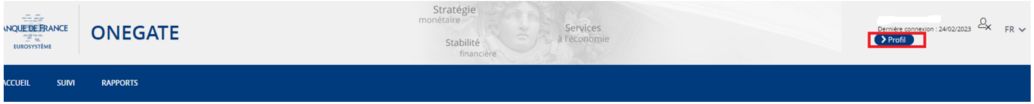 BANQUE DE FRANCE
EUROSYSTÈME
ONEGATE
Stratégie
monétaire
Stabilité
financière
Services
à l'économie
Dernière connexion : 24/02/2023
> Profil
FR
ACCUEIL SUIVI RAPPORTS